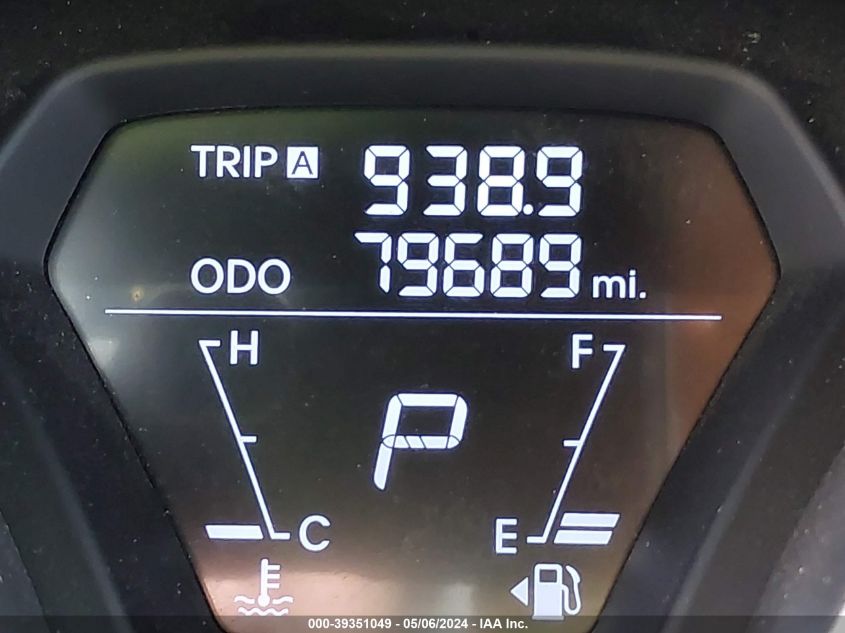 TRIP A 938.9
ODO 79689 mi.
H F
P
C E
000-39351049 - 05/06/2024 - IAA Inc.